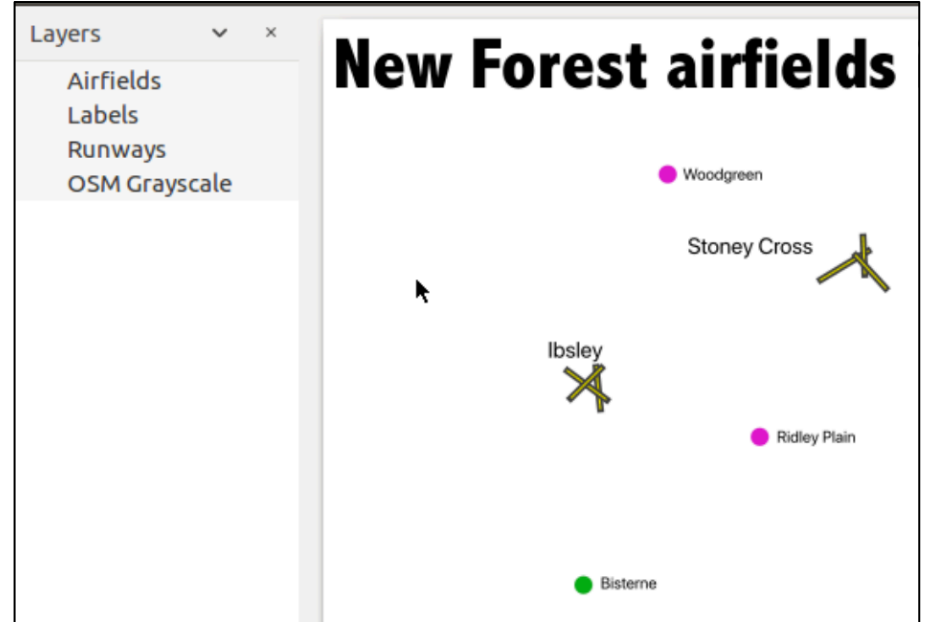 Layers
Airfields
Labels
Runways
OSM Grayscale
New Forest airfields
Woodgreen
Stoney Cross
Ibsley
Ridley Plain
Bisterne